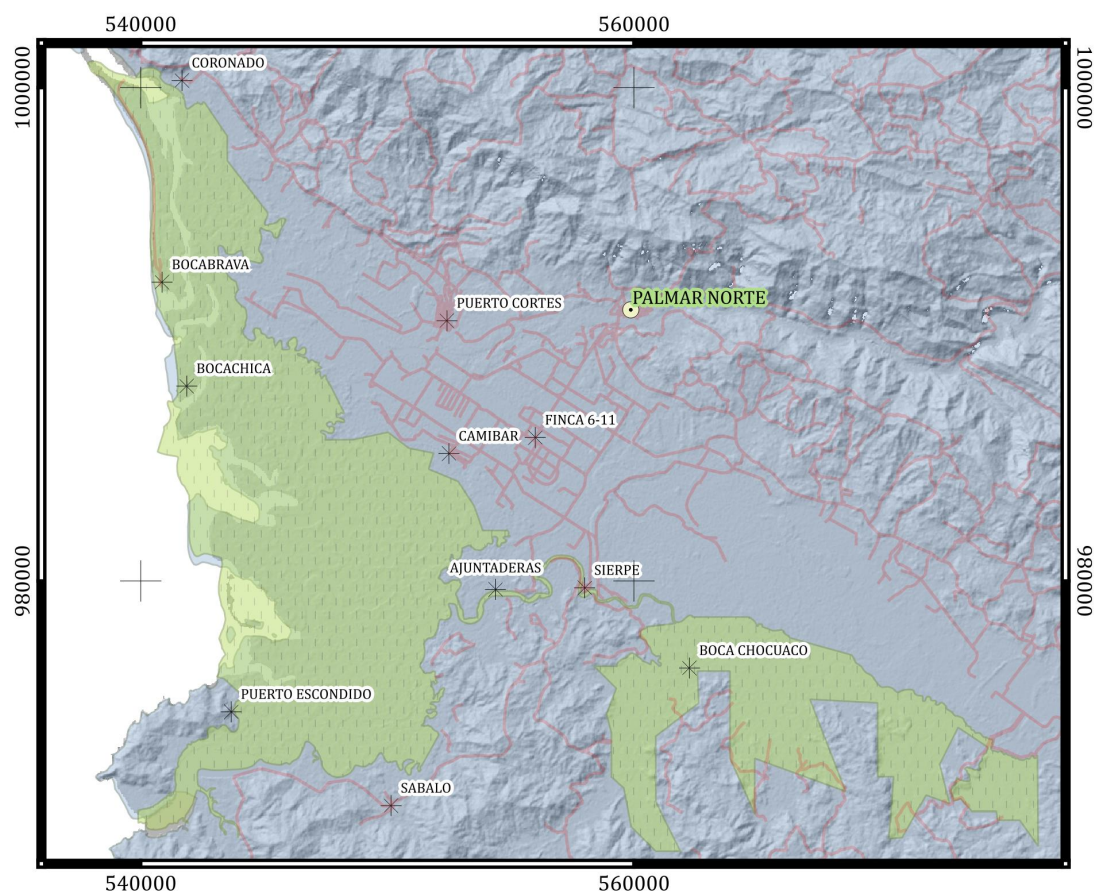 540000
560000
1000000
1000000
CORONADO
BOCABRAVA
PALMAR NORTE
PUERTO CORTES
BOCACHICA
FINCA 6-11
CAMIBAR
980000
980000
AJUNTADERAS
SIERPE
BOCA CHOCUACO
PUERTO ESCONDIDO
SABALO
540000
560000